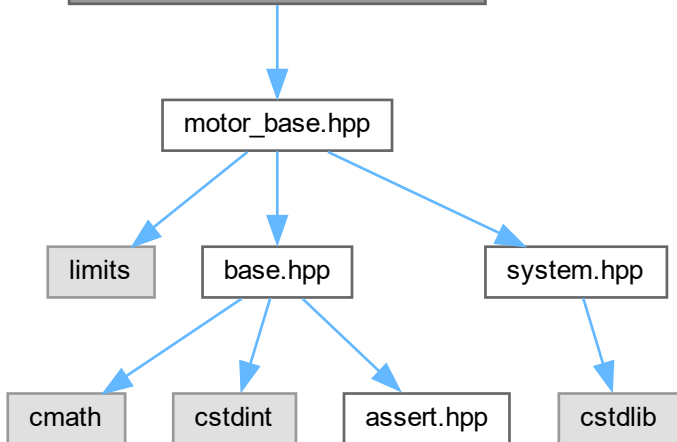 motor_base.hpp
limits
base.hpp
system.hpp
cmath
cstdint
assert.hpp
cstdlib